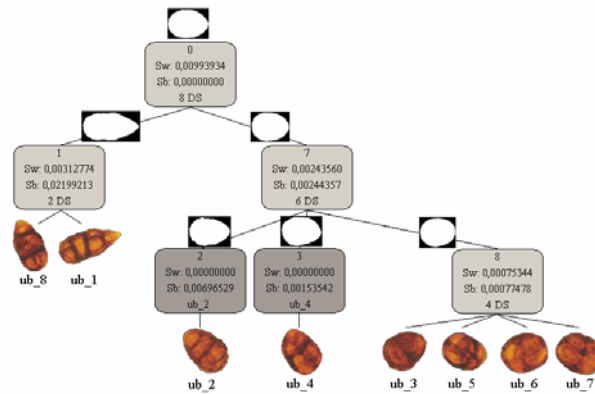 0
Sw: 0,00993934
Sb: 0,00000000
8 DS
1
Sw: 0,00312774
Sb: 0,02199213
2 DS
7
Sw: 0,00243560
Sb: 0,00244357
6 DS
ub_8
ub_1
2
Sw: 0,00000000
Sb: 0,00696529
ub_2
3
Sw: 0,00000000
Sb: 0,00153542
ub_4
8
Sw: 0,00075344
Sb: 0,00077478
4 DS
ub_2
ub_4
ub_3
ub_5
ub_6
ub_7